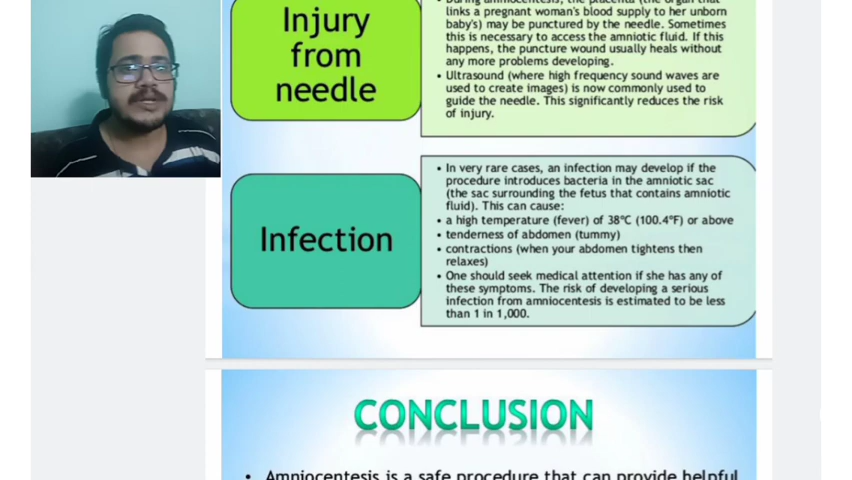 Injury
from
needle
During amniocentesis, the placenta (the organ that
links a pregnant woman's blood supply to her unborn
baby's) may be punctured by the needle. Sometimes
this is necessary to access the amniotic fluid. If this
happens, the puncture wound usually heals without
any more problems developing.
• Ultrasound (where high frequency sound waves are
used to create images) is now commonly used to
guide the needle. This significantly reduces the risk
of injury.
Infection
• In very rare cases, an infection may develop if the
procedure introduces bacteria in the amniotic sac
(the sac surrounding the fetus that contains amniotic
fluid). This can cause:
• a high temperature (fever) of 38°C (100.4°F) or above
• tenderness of abdomen (tummy)
• contractions (when your abdomen tightens then
relaxes)
• One should seek medical attention if she has any of
these symptoms. The risk of developing a serious
infection from amniocentesis is estimated to be less
than 1 in 1,000.
CONCLUSION
• Amniocentesis is a safe procedure that can provide helpful